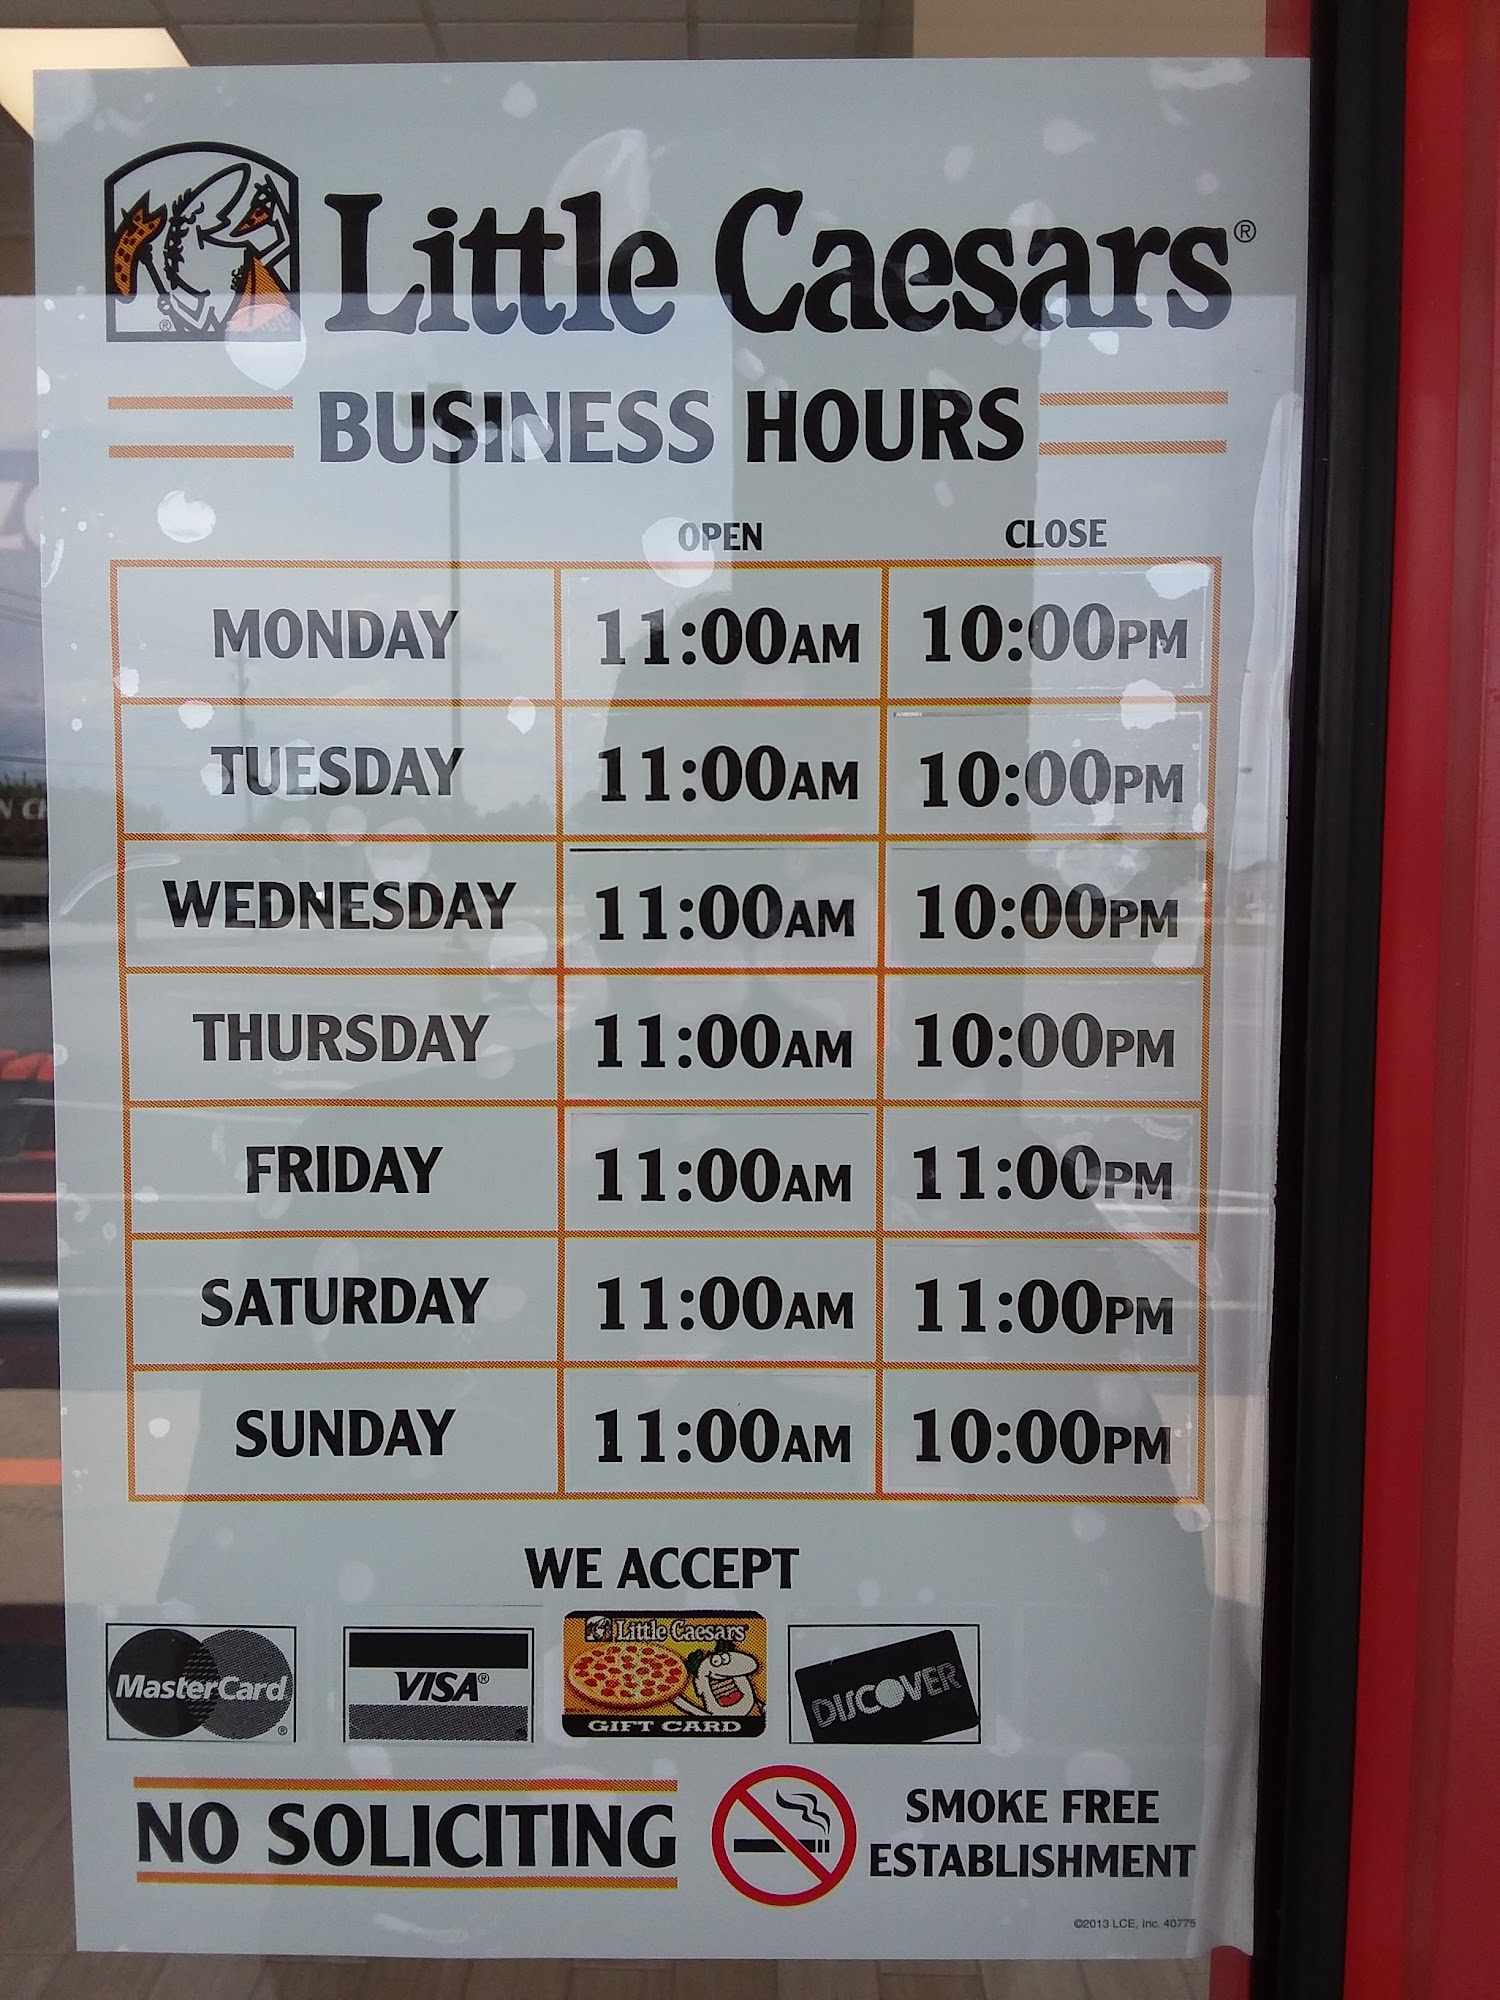 Little Caesars®
BUSINESS HOURS
OPEN CLOSE
MONDAY 11:00AM 10:00PM
TUESDAY 11:00AM 10:00PM
WEDNESDAY 11:00AM 10:00PM
THURSDAY 11:00AM 10:00PM
FRIDAY 11:00AM 11:00PM
SATURDAY 11:00AM 11:00PM
SUNDAY 11:00AM 10:00PM
WE ACCEPT
MasterCard® VISA® Little Caesars GIFT CARD DISCOVER
NO SOLICITING
SMOKE FREE
ESTABLISHMENT
©2013 LCE, Inc. 40775